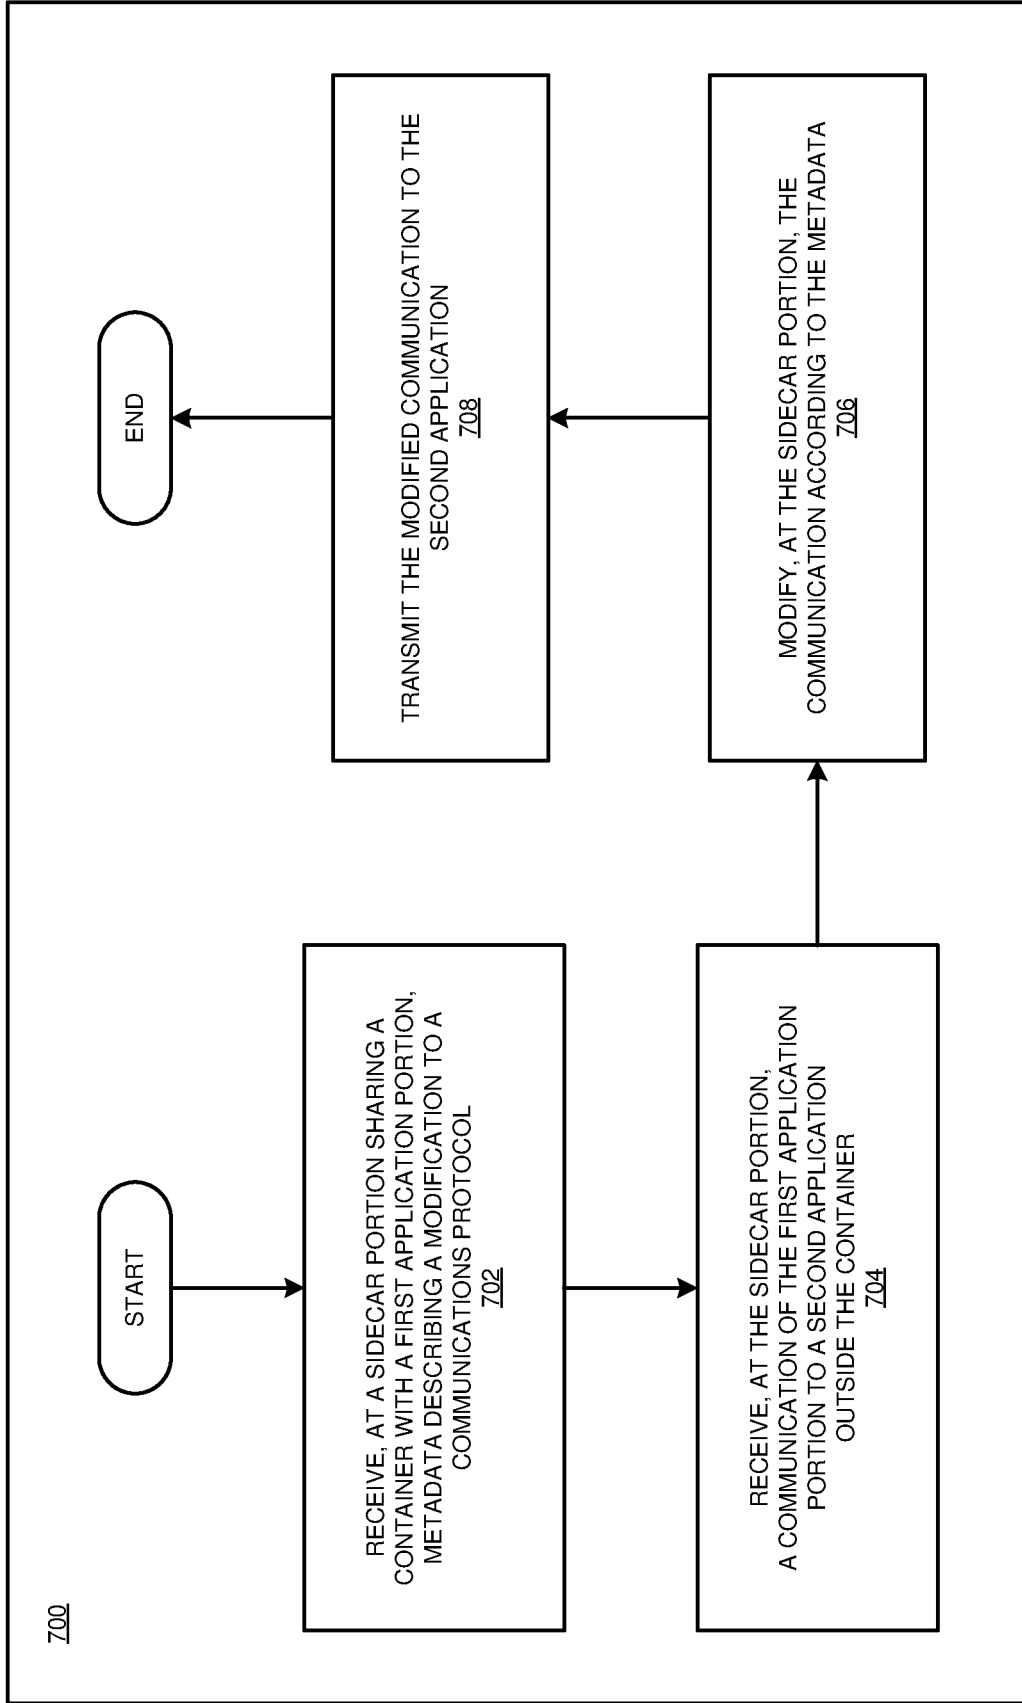 700
START
RECEIVE, AT A SIDECAR PORTION SHARING A
CONTAINER WITH A FIRST APPLICATION PORTION,
METADATA DESCRIBING A MODIFICATION TO A
COMMUNICATIONS PROTOCOL
702
RECEIVE, AT THE SIDECAR PORTION,
A COMMUNICATION OF THE FIRST APPLICATION
PORTION TO A SECOND APPLICATION
OUTSIDE THE CONTAINER
704
MODIFY, AT THE SIDECAR PORTION, THE
COMMUNICATION ACCORDING TO THE METADATA
706
TRANSMIT THE MODIFIED COMMUNICATION TO THE
SECOND APPLICATION
708
END